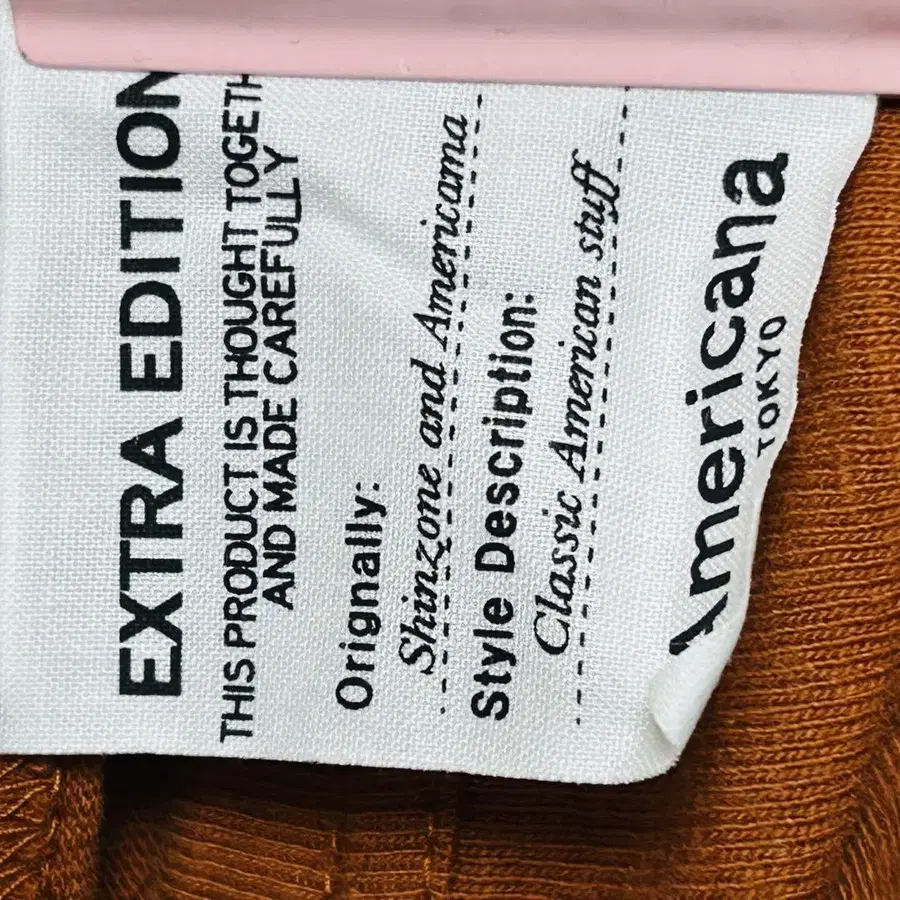 EXTRA EDITION
THIS PRODUCT IS THOUGHT TOGETH
AND MADE CAREFULLY
Orignally:
Shinzone and Americama
Style Description:
Classic American stuff
Americana
TOKYO